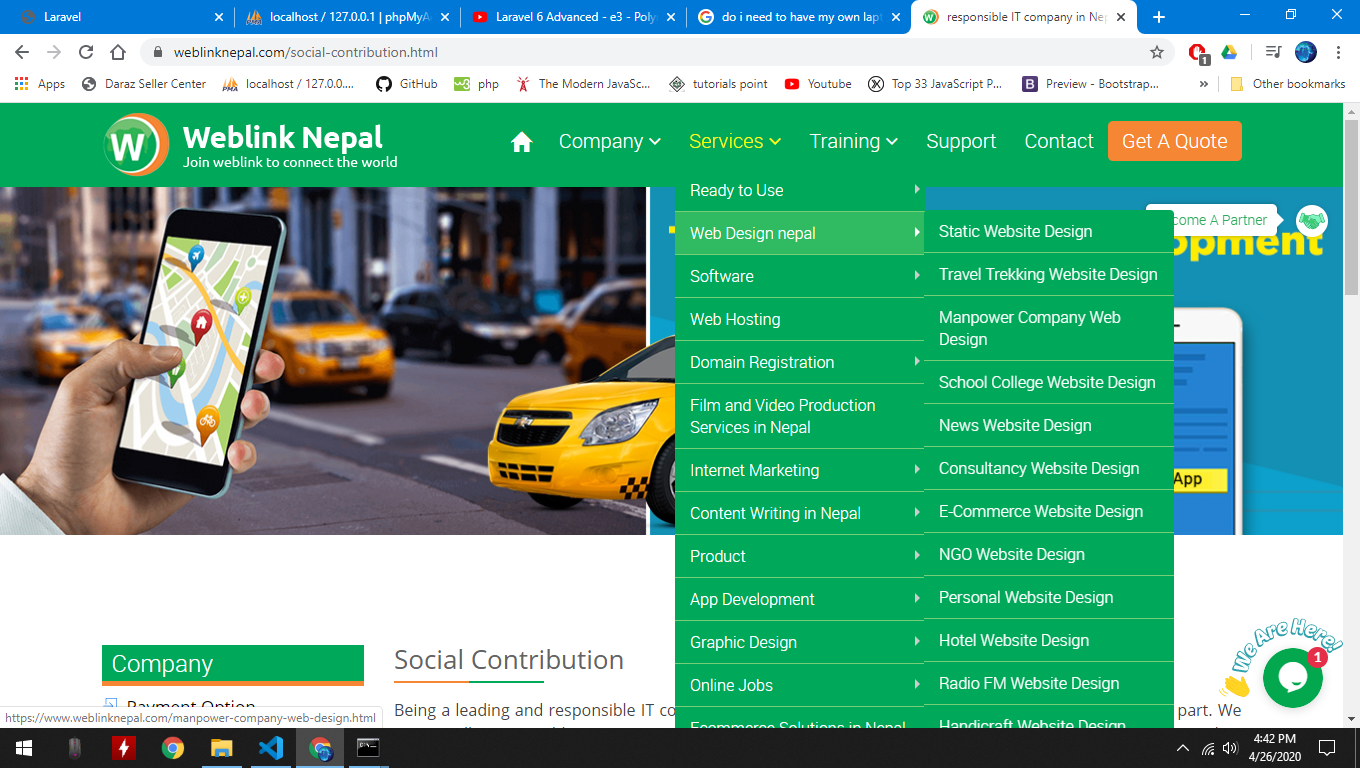 Laravel
localhost / 127.0.0.1 | phpMyA
Laravel 6 Advanced - e3 - Poly
do i need to have my own lapt
responsible IT company in Nep
weblinknepal.com/social-contribution.html
1
Apps
Daraz Seller Center
localhost / 127.0.0....
GitHub
php
The Modern JavaSc...
tutorials point
Youtube
Top 33 JavaScript P...
Preview - Bootstrap...
»
Other bookmarks
W
Weblink Nepal
Join weblink to connect the world
Company
Services
Training
Support
Contact
Get A Quote
Ready to Use
Web Design nepal
Software
Web Hosting
Domain Registration
Film and Video Production
Services in Nepal
Internet Marketing
Content Writing in Nepal
Product
App Development
Graphic Design
Online Jobs
Ecommerce Solutions in Nepal
Static Website Design
Travel Trekking Website Design
Manpower Company Web
Design
School College Website Design
News Website Design
Consultancy Website Design
E-Commerce Website Design
NGO Website Design
Personal Website Design
Hotel Website Design
Radio FM Website Design
Handicraft Website Design
ome A Partner
opment
App
Company
Payment Option
Social Contribution
Being a leading and responsible IT co
part. We
We Are Here!
1
https://www.weblinknepal.com/manpower-company-web-design.html
4:42 PM
4/26/2020